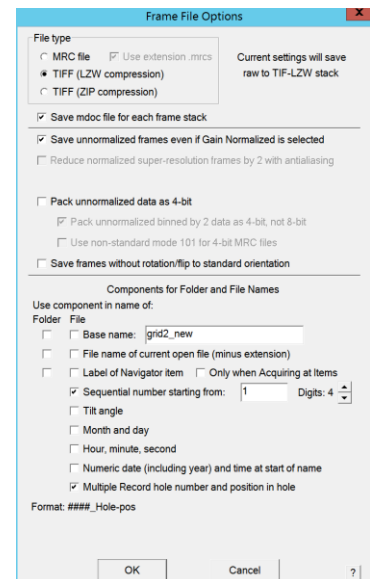 Frame File Options
X
File type
MRC file Use extension .mrcs
TIFF (LZW compression)
TIFF (ZIP compression)
Current settings will save
raw to TIF-LZW stack
Save mdoc file for each frame stack
Save unnormalized frames even if Gain Normalized is selected
Reduce normalized super-resolution frames by 2 with antialiasing
Pack unnormalized data as 4-bit
Pack unnormalized binned by 2 data as 4-bit, not 8-bit
Use non-standard mode 101 for 4-bit MRC files
Save frames without rotation/flip to standard orientation
Components for Folder and File Names
Use component in name of:
Folder File
Base name: grid2_new
File name of current open file (minus extension)
Label of Navigator item Only when Acquiring at Items
Sequential number starting from: 1 Digits: 4
Tilt angle
Month and day
Hour, minute, second
Numeric date (including year) and time at start of name
Multiple Record hole number and position in hole
Format: ####_Hole-pos
OK Cancel ?